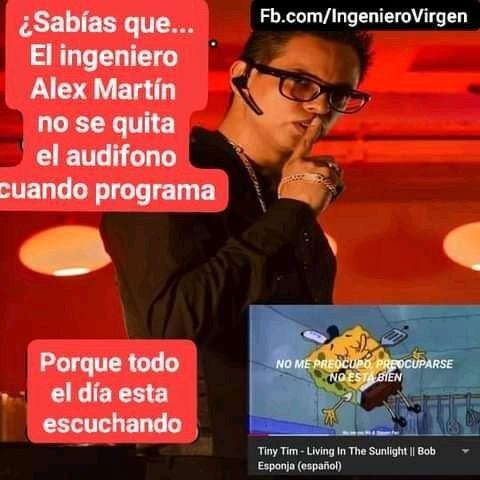 Fb.com/IngenieroVirgen
¿Sabías que...
El ingeniero
Alex Martín
no se quita
el audifono
cuando programa
Porque todo
el día esta
escuchando
NO ME PREOCUPO, PREOCUPARSE
NO ESTÁ BIEN
Tiny Tim - Living In The Sunlight || Bob
Esponja (español)